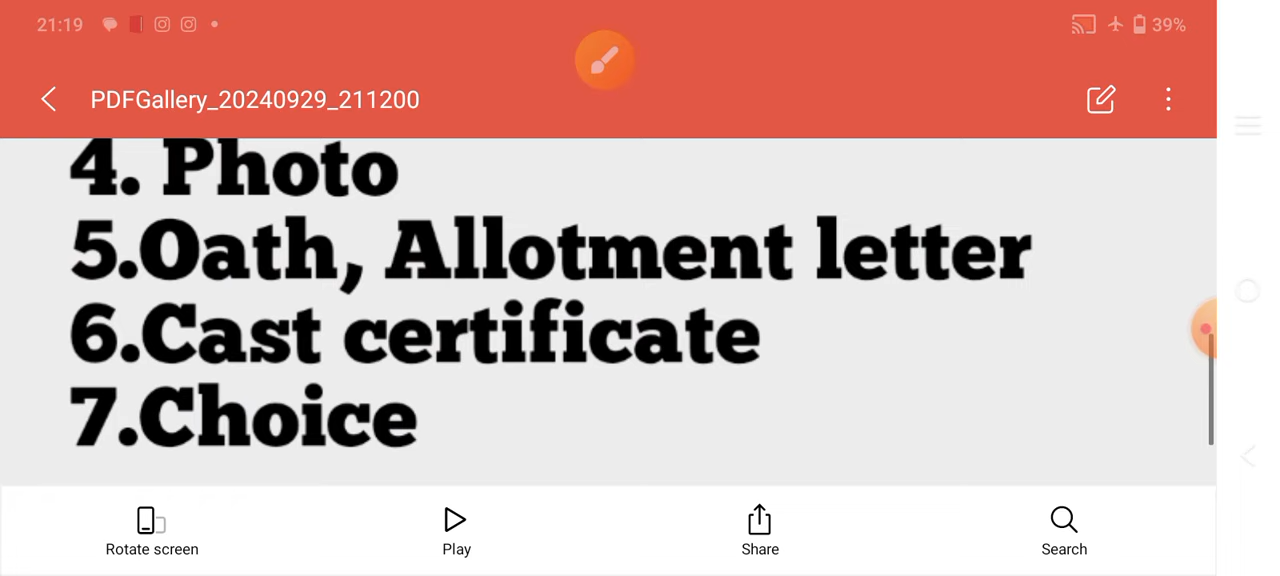 21:19
39%
PDFGallery_20240929_211200
4. Photo
5.Oath, Allotment letter
6.Cast certificate
7.Choice
Rotate screen
Play
Share
Search